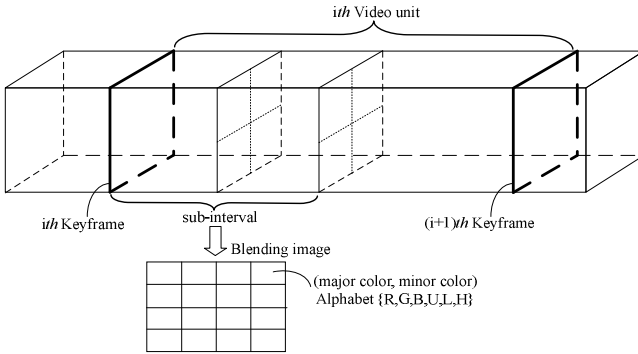 ith Video unit
ith Keyframe
sub-interval
(i+1)th Keyframe
Blending image
(major color, minor color)
Alphabet {R,G,B,U,L,H}